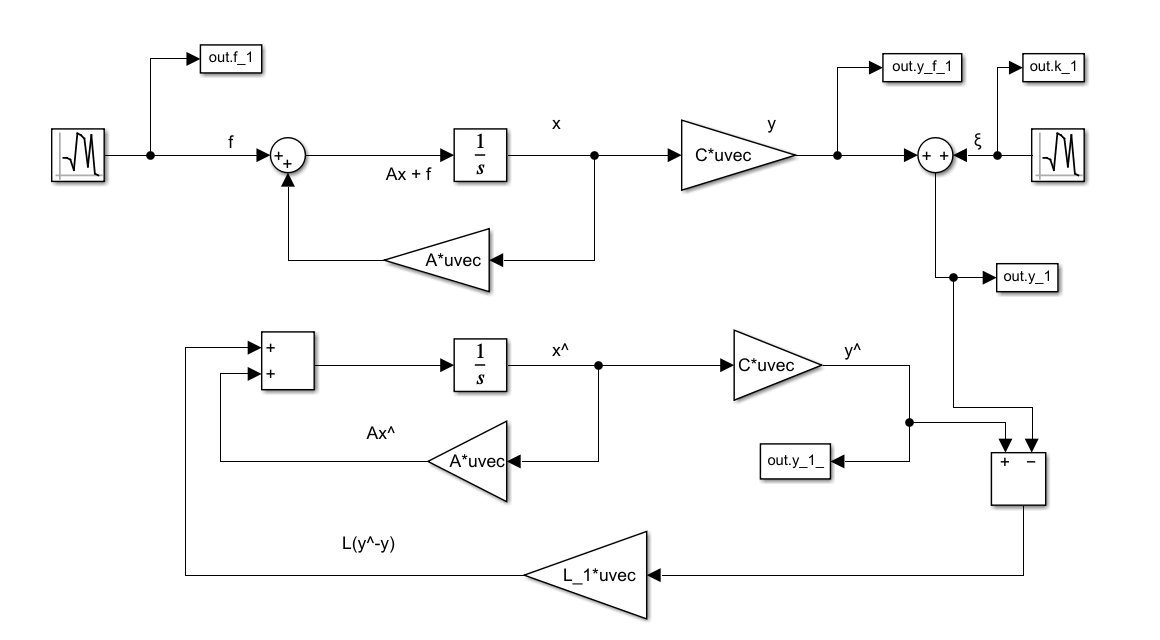 out.f_1
out.y_f_1
out.k_1
f
+
+
Ax + f
1
s
x
C*uvec
y
+ +
ξ
A*uvec
out.y_1
+
+
1
s
x^
C*uvec
y^
Ax^
A*uvec
out.y_1_
+ −
L(y^-y)
L_1*uvec